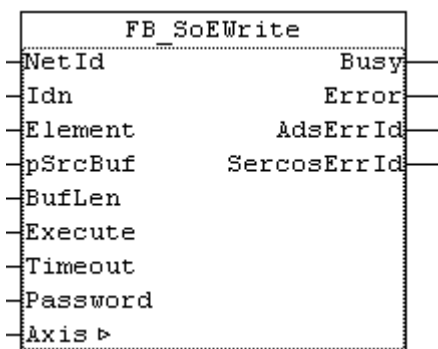 FB_SoEWrite
NetId Busy
Idn Error
Element AdsErrId
pSrcBuf SercosErrId
BufLen
Execute
Timeout
Password
Axis ▷